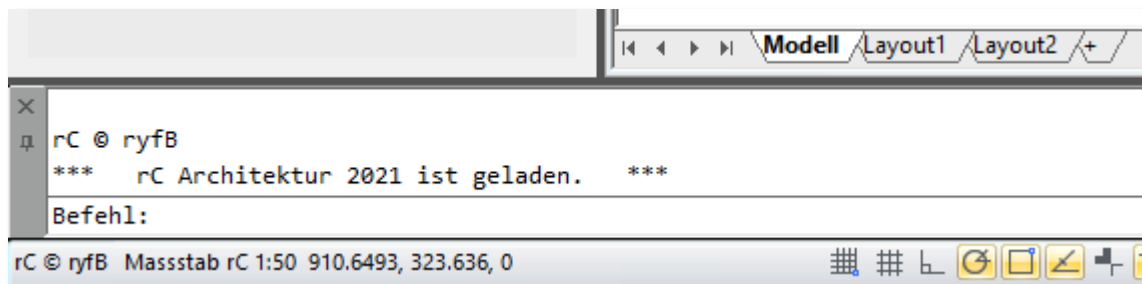 Modell Layout1 Layout2 +
rC © ryfB
*** rC Architektur 2021 ist geladen. ***
Befehl:
rC © ryfB Massstab rC 1:50 910.6493, 323.636, 0